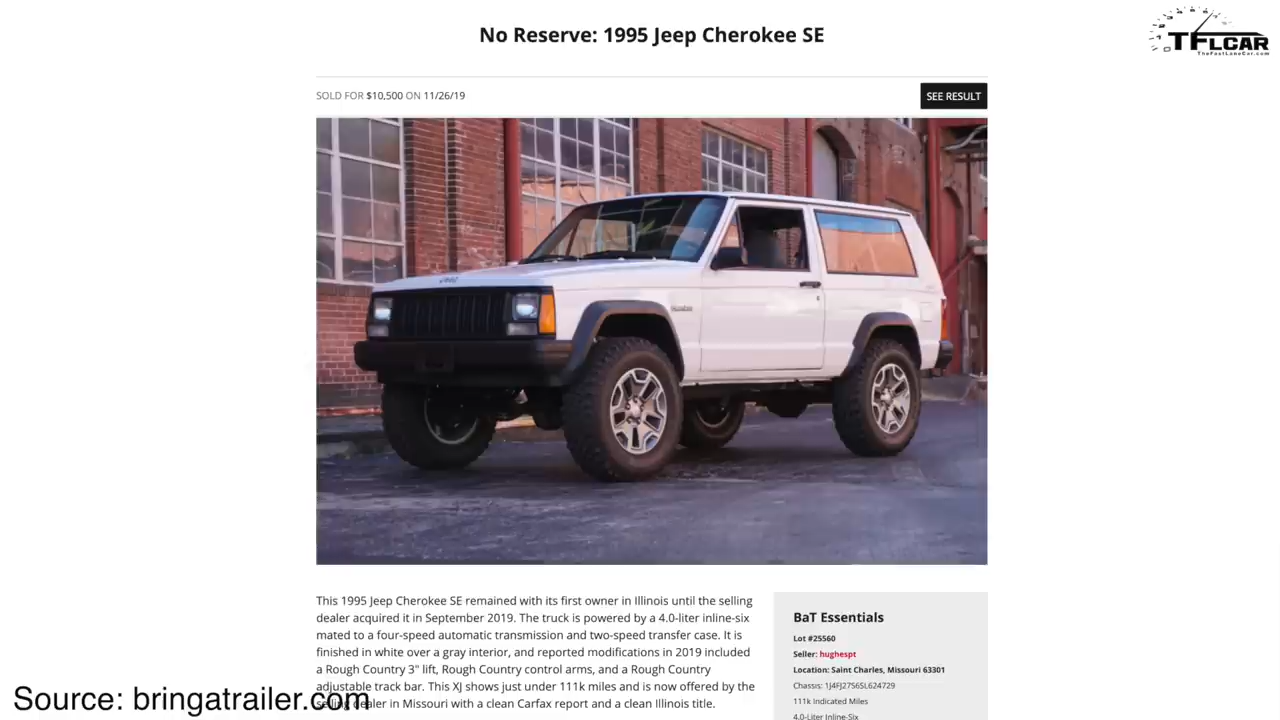 No Reserve: 1995 Jeep Cherokee SE
TFLCAR
TheFastLaneCar.com
SOLD FOR $10,500 ON 11/26/19
SEE RESULT
Jeep
This 1995 Jeep Cherokee SE remained with its first owner in Illinois until the selling
dealer acquired it in September 2019. The truck is powered by a 4.0-liter inline-six
mated to a four-speed automatic transmission and two-speed transfer case. It is
finished in white over a gray interior, and reported modifications in 2019 included
a Rough Country 3" lift, Rough Country control arms, and a Rough Country
adjustable track bar. This XJ shows just under 111k miles and is now offered by the
selling dealer in Missouri with a clean Carfax report and a clean Illinois title.
Source: bringatrailer.com
BaT Essentials
Lot #25560
Seller: hughespt
Location: Saint Charles, Missouri 63301
Chassis: 1J4FJ27S6SL624729
111k Indicated Miles
4.0-Liter Inline-Six